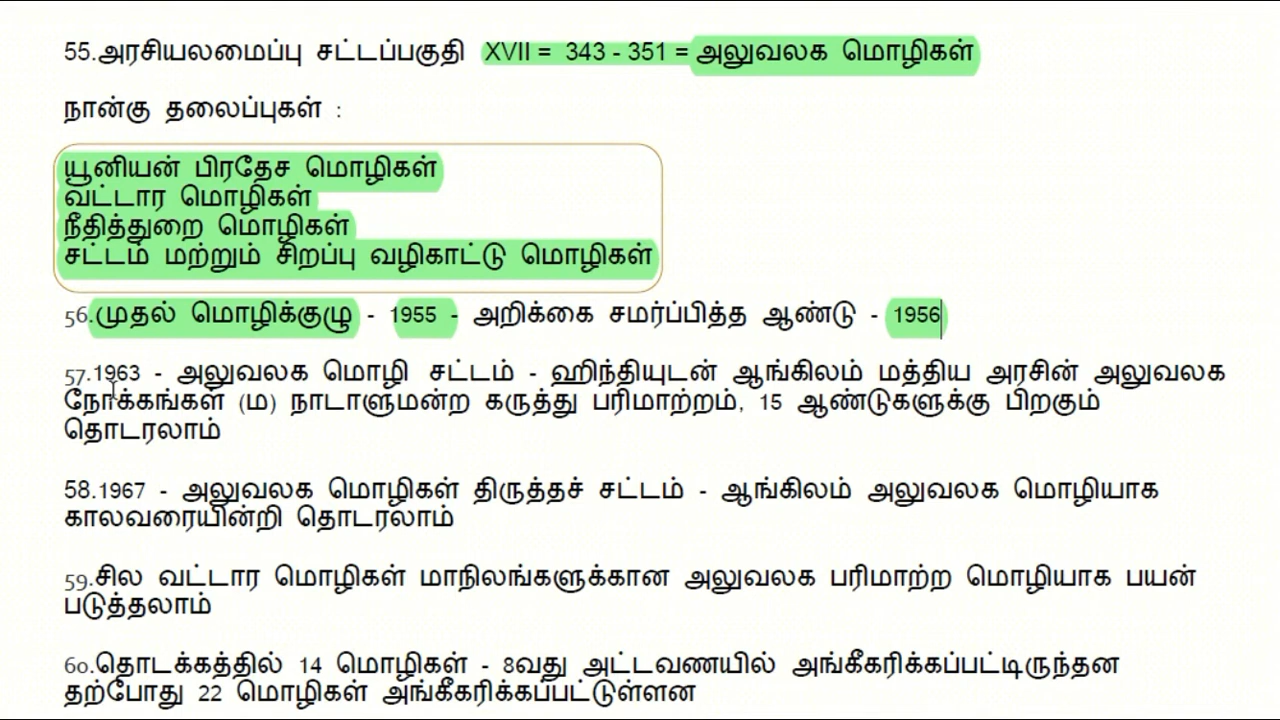 55.அரசியலமைப்பு சட்டப்பகுதி XVII = 343 - 351 = அலுவலக மொழிகள்
நான்கு தலைப்புகள் :
யூனியன் பிரதேச மொழிகள்
வட்டார மொழிகள்
நீதித்துறை மொழிகள்
சட்டம் மற்றும் சிறப்பு வழிகாட்டு மொழிகள்
56.முதல் மொழிக்குழு - 1955 - அறிக்கை சமர்ப்பித்த ஆண்டு - 1956
57.1963 - அலுவலக மொழி சட்டம் - ஹிந்தியுடன் ஆங்கிலம் மத்திய அரசின் அலுவலக
நோக்கங்கள் (ம) நாடாளுமன்ற கருத்து பரிமாற்றம், 15 ஆண்டுகளுக்கு பிறகும்
தொடரலாம்
58.1967 - அலுவலக மொழிகள் திருத்தச் சட்டம் - ஆங்கிலம் அலுவலக மொழியாக
காலவரையின்றி தொடரலாம்
59.சில வட்டார மொழிகள் மாநிலங்களுக்கான அலுவலக பரிமாற்ற மொழியாக பயன்
படுத்தலாம்
60.தொடக்கத்தில் 14 மொழிகள் - 8வது அட்டவணயில் அங்கீகரிக்கப்பட்டிருந்தன
தற்போது 22 மொழிகள் அங்கீகரிக்கப்பட்டுள்ளன